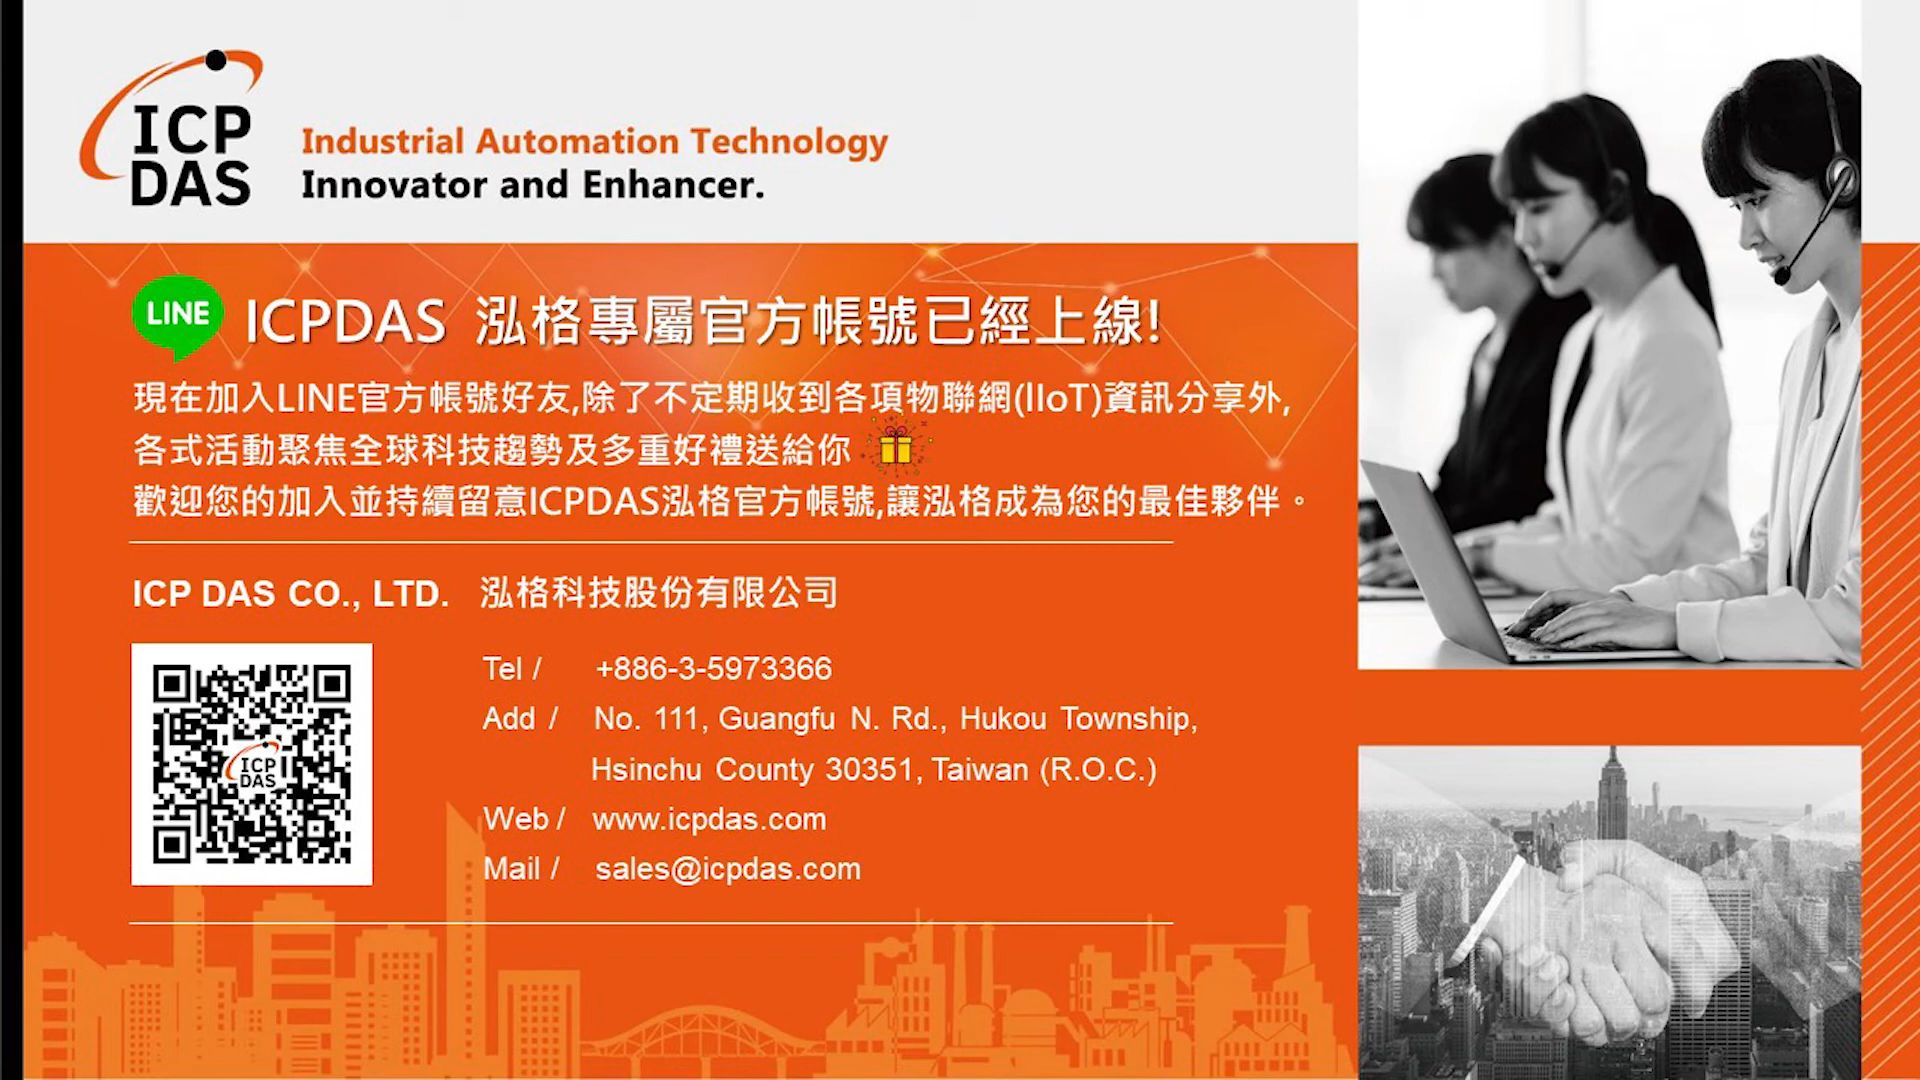 ICP
DAS
Industrial Automation Technology
Innovator and Enhancer.
LINE
ICPDAS 泓格專屬官方帳號已經上線!
現在加入LINE官方帳號好友,除了不定期收到各項物聯網(IIoT)資訊分享外,
各式活動聚焦全球科技趨勢及多重好禮送給你
歡迎您的加入並持續留意ICPDAS泓格官方帳號,讓泓格成為您的最佳夥伴。
ICP DAS CO., LTD. 泓格科技股份有限公司
ICP
DAS
Tel / +886-3-5973366
Add / No. 111, Guangfu N. Rd., Hukou Township,
Hsinchu County 30351, Taiwan (R.O.C.)
Web / www.icpdas.com
Mail / sales@icpdas.com